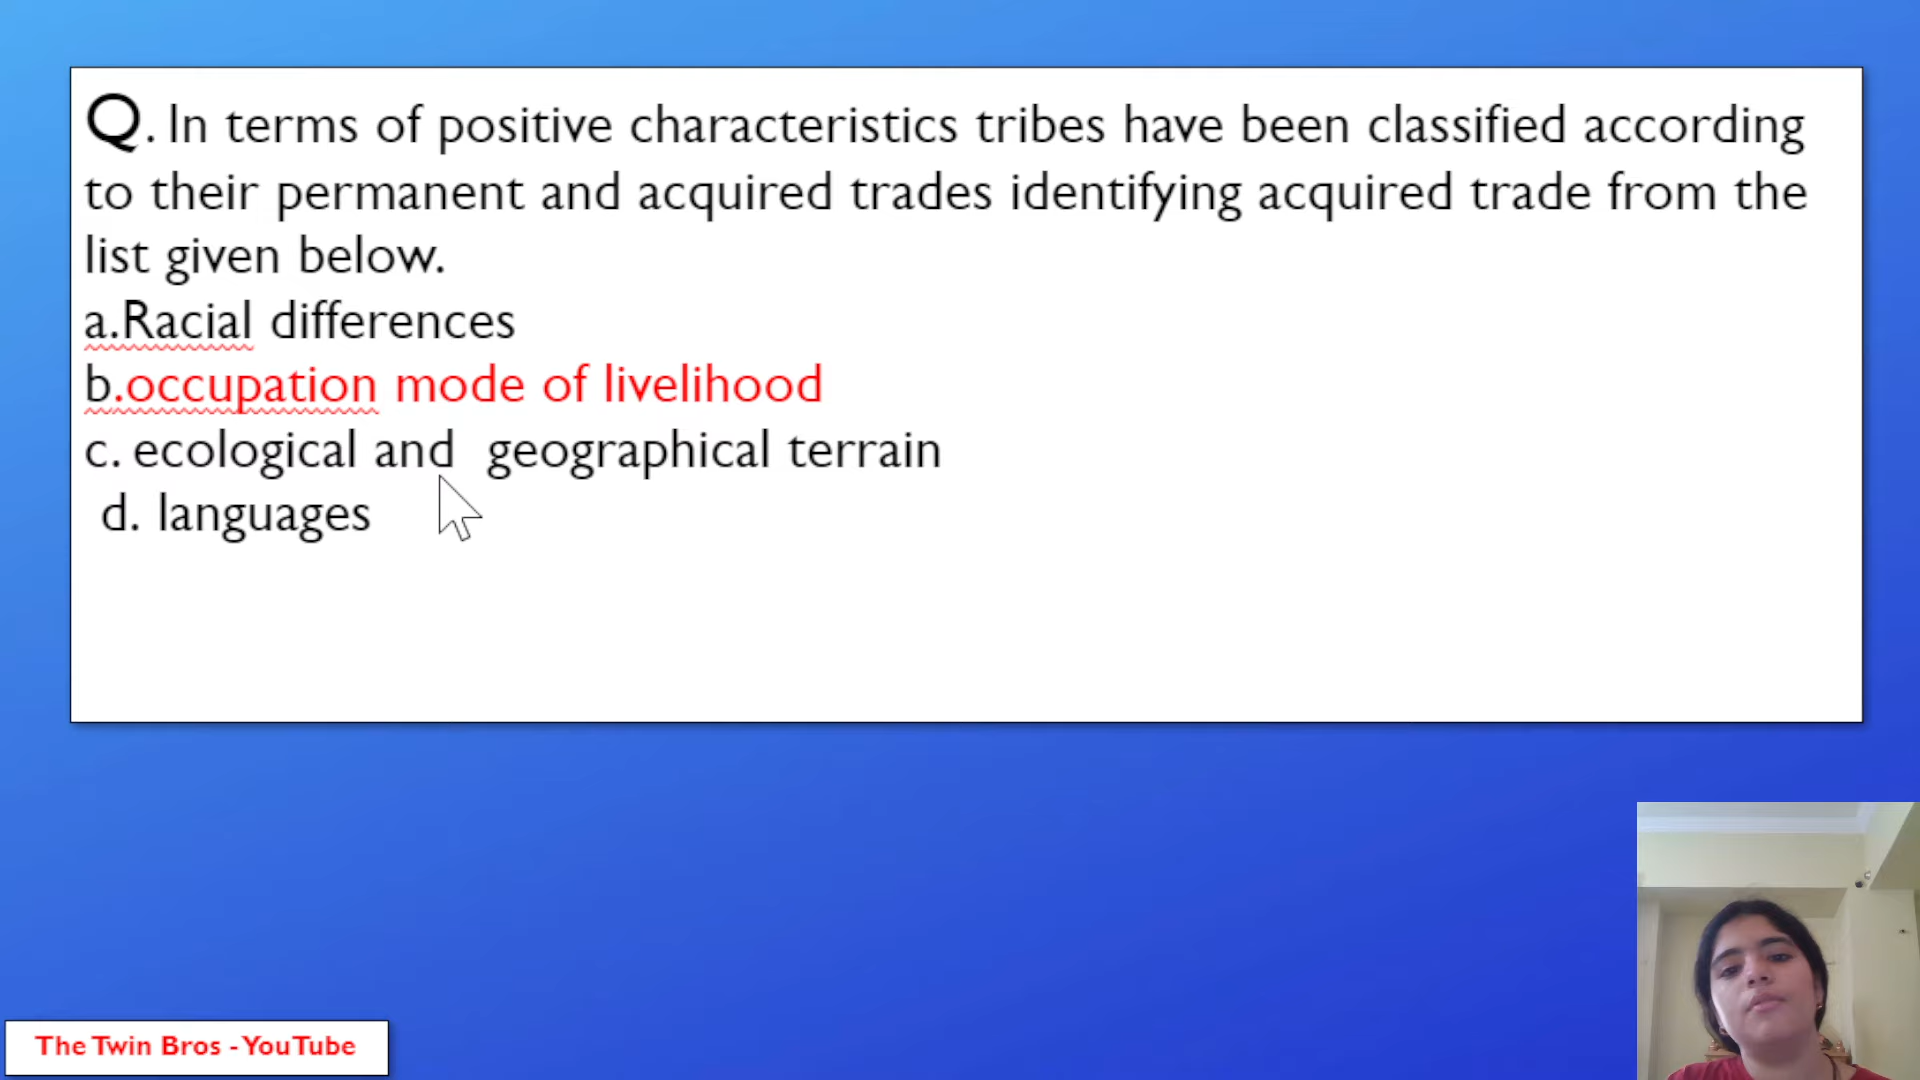 Q. In terms of positive characteristics tribes have been classified according
to their permanent and acquired trades identifying acquired trade from the
list given below.
a.Racial differences
b.occupation mode of livelihood
c. ecological and geographical terrain
d. languages
The Twin Bros - YouTube